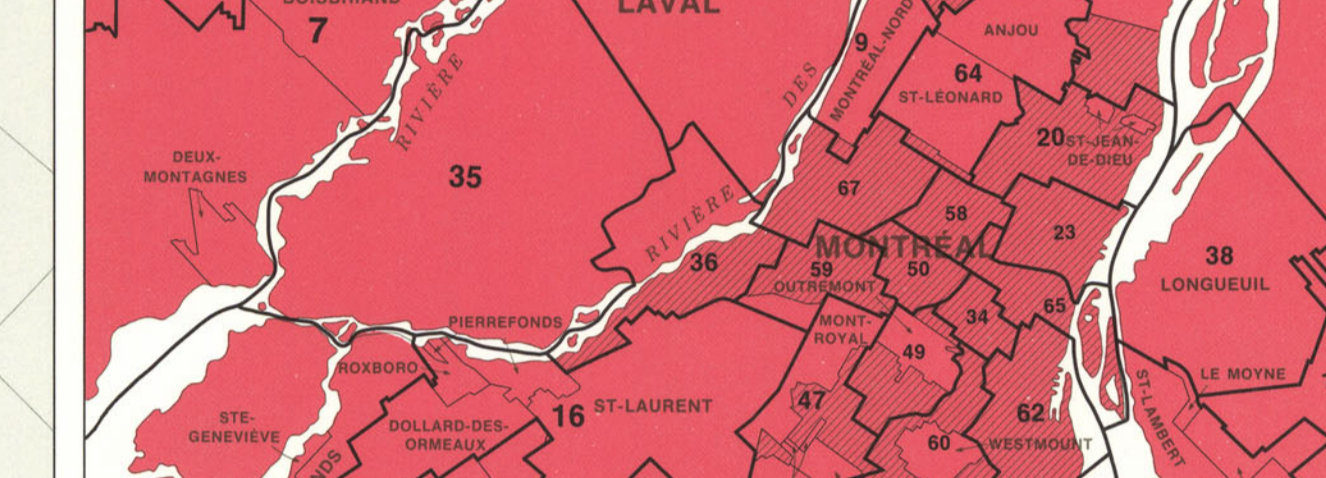 BOISBRIAND
7
LAVAL
RIVIÈRE
DES
9
MONTRÉAL-NORD
ANJOU
64
ST-LÉONARD
20
ST-JEAN-
DE-DIEU
DEUX-
MONTAGNES
35
67
58
23
RIVIÈRE
36
MONTRÉAL
59
OUTREMONT
50
38
LONGUEUIL
65
34
PIERREFONDS
MONT-
ROYAL
49
ROXBORO
LE MOYNE
ST-LAMBERT
STE-
GENEVIÈVE
DOLLARD-DES-
ORMEAUX
16
ST-LAURENT
47
62
60
WESTMOUNT
NDS